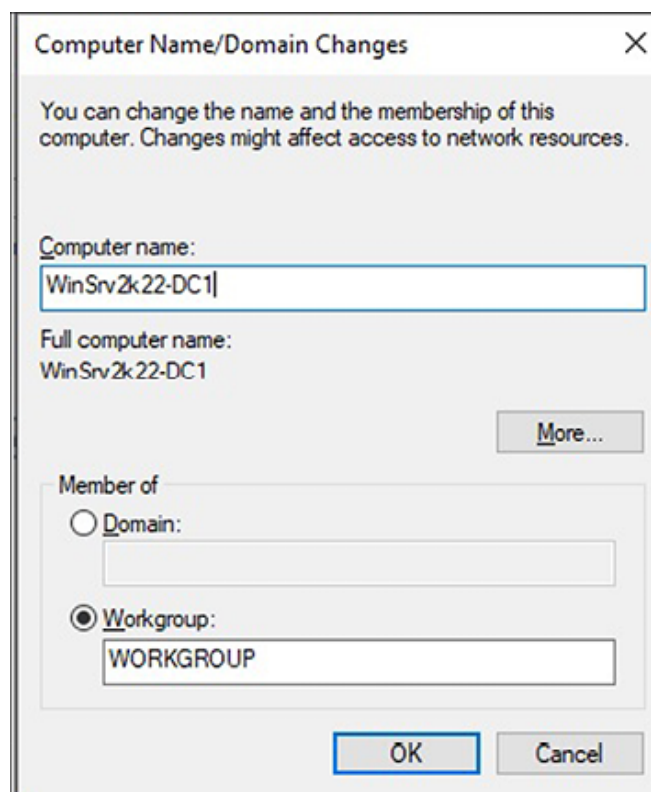 Computer Name/Domain Changes
You can change the name and the membership of this
computer. Changes might affect access to network resources.
Computer name:
WinSrv2k22-DC1
Full computer name:
WinSrv2k22-DC1
More...
Member of
Domain:
Workgroup:
WORKGROUP
OK
Cancel